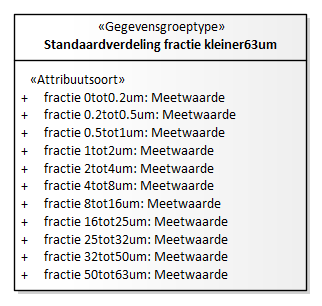 «Gegevensgroeptype»
Standaardverdeling fractie kleiner63um
«Attribuutsoort»
+ fractie 0tot0.2um: Meetwaarde
+ fractie 0.2tot0.5um: Meetwaarde
+ fractie 0.5tot1um: Meetwaarde
+ fractie 1tot2um: Meetwaarde
+ fractie 2tot4um: Meetwaarde
+ fractie 4tot8um: Meetwaarde
+ fractie 8tot16um: Meetwaarde
+ fractie 16tot25um: Meetwaarde
+ fractie 25tot32um: Meetwaarde
+ fractie 32tot50um: Meetwaarde
+ fractie 50tot63um: Meetwaarde